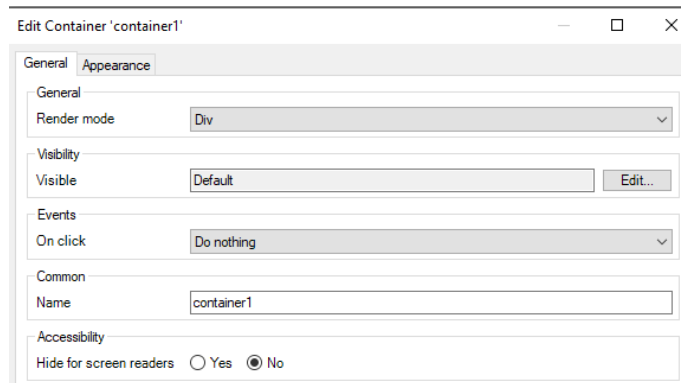 Edit Container 'container1'
General Appearance
General
Render mode Div
Visibility
Visible Default Edit...
Events
On click Do nothing
Common
Name container1
Accessibility
Hide for screen readers Yes No